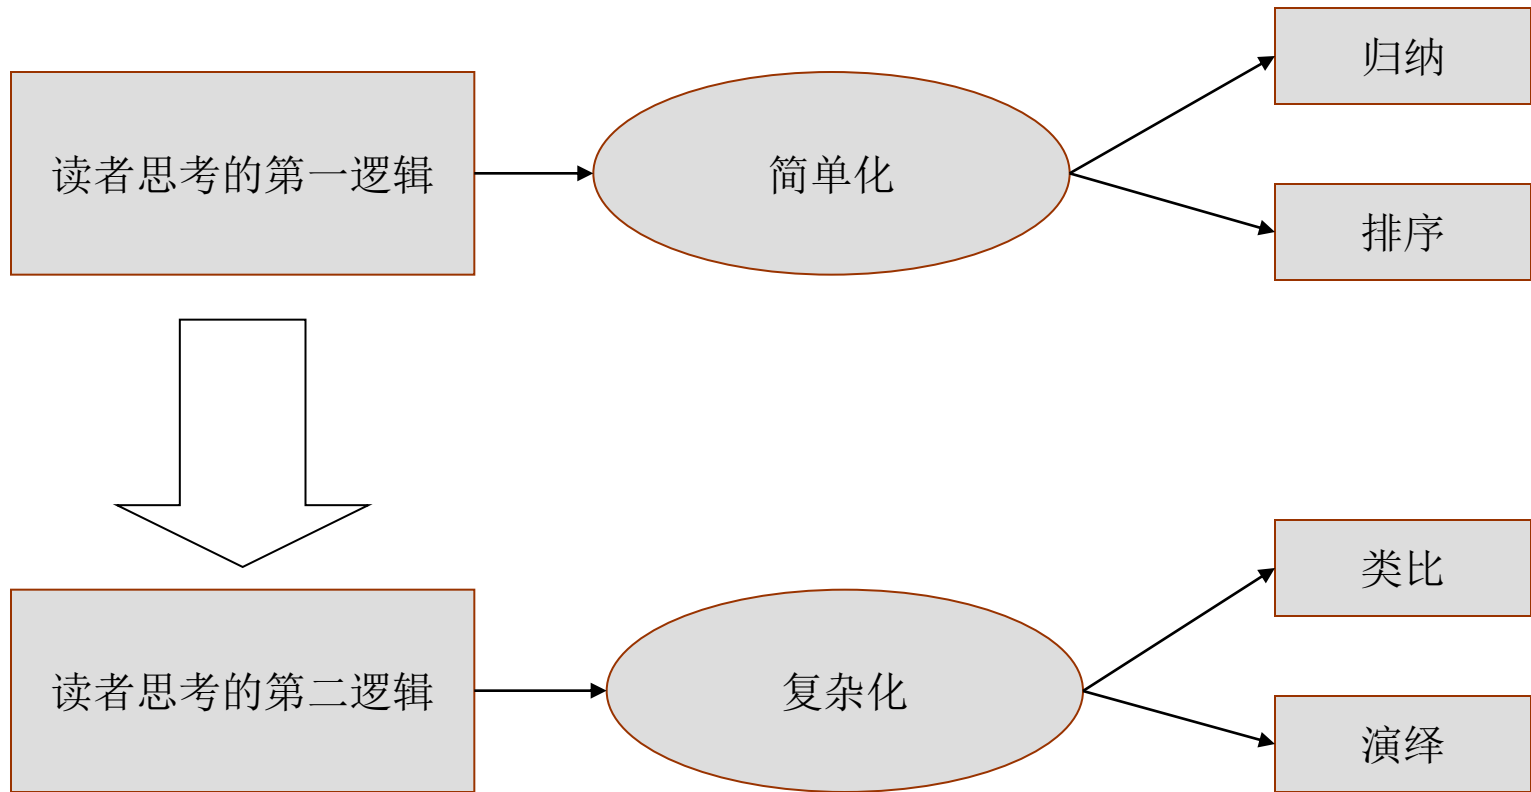 读者思考的第一逻辑
简单化
归纳
排序
读者思考的第二逻辑
复杂化
类比
演绎